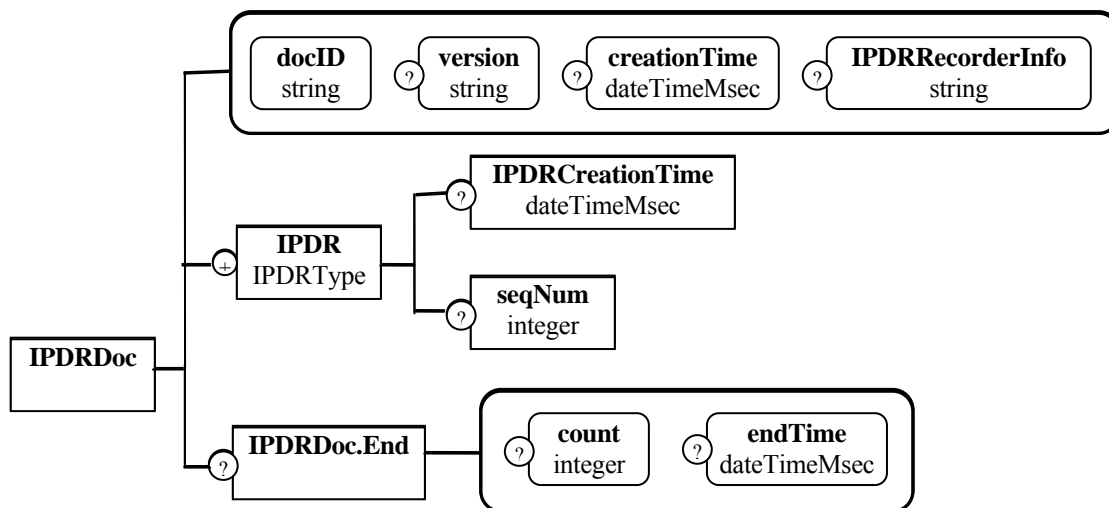 docID
string
?
version
string
?
creationTime
dateTimeMsec
?
IPDRRecorderInfo
string
?
IPDRCreationTime
dateTimeMsec
+
IPDR
IPDRType
?
seqNum
integer
IPDRDoc
?
IPDRDoc.End
?
count
integer
?
endTime
dateTimeMsec